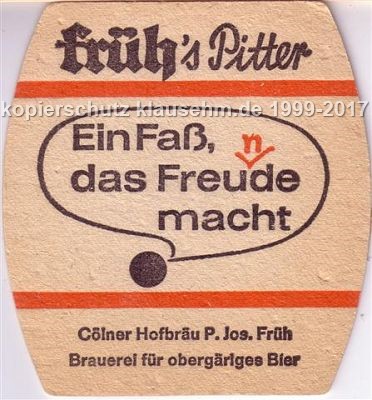 früh's Pitter
kopierschutz klausehm.de 1999-2017
Ein Faß,
n
das Freude
macht
Cölner Hofbräu P. Jos. Früh
Brauerei für obergäriges Bier